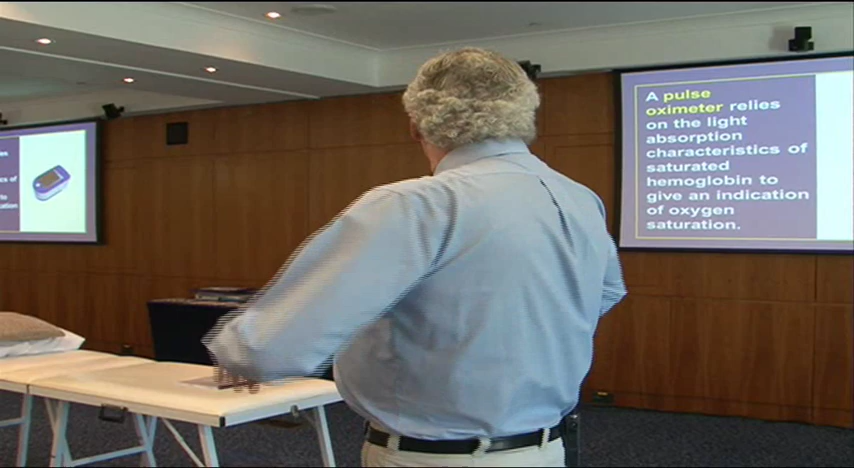 A pulse
oximeter relies
on the light
absorption
characteristics of
saturated
hemoglobin to
give an indication
of oxygen
saturation.